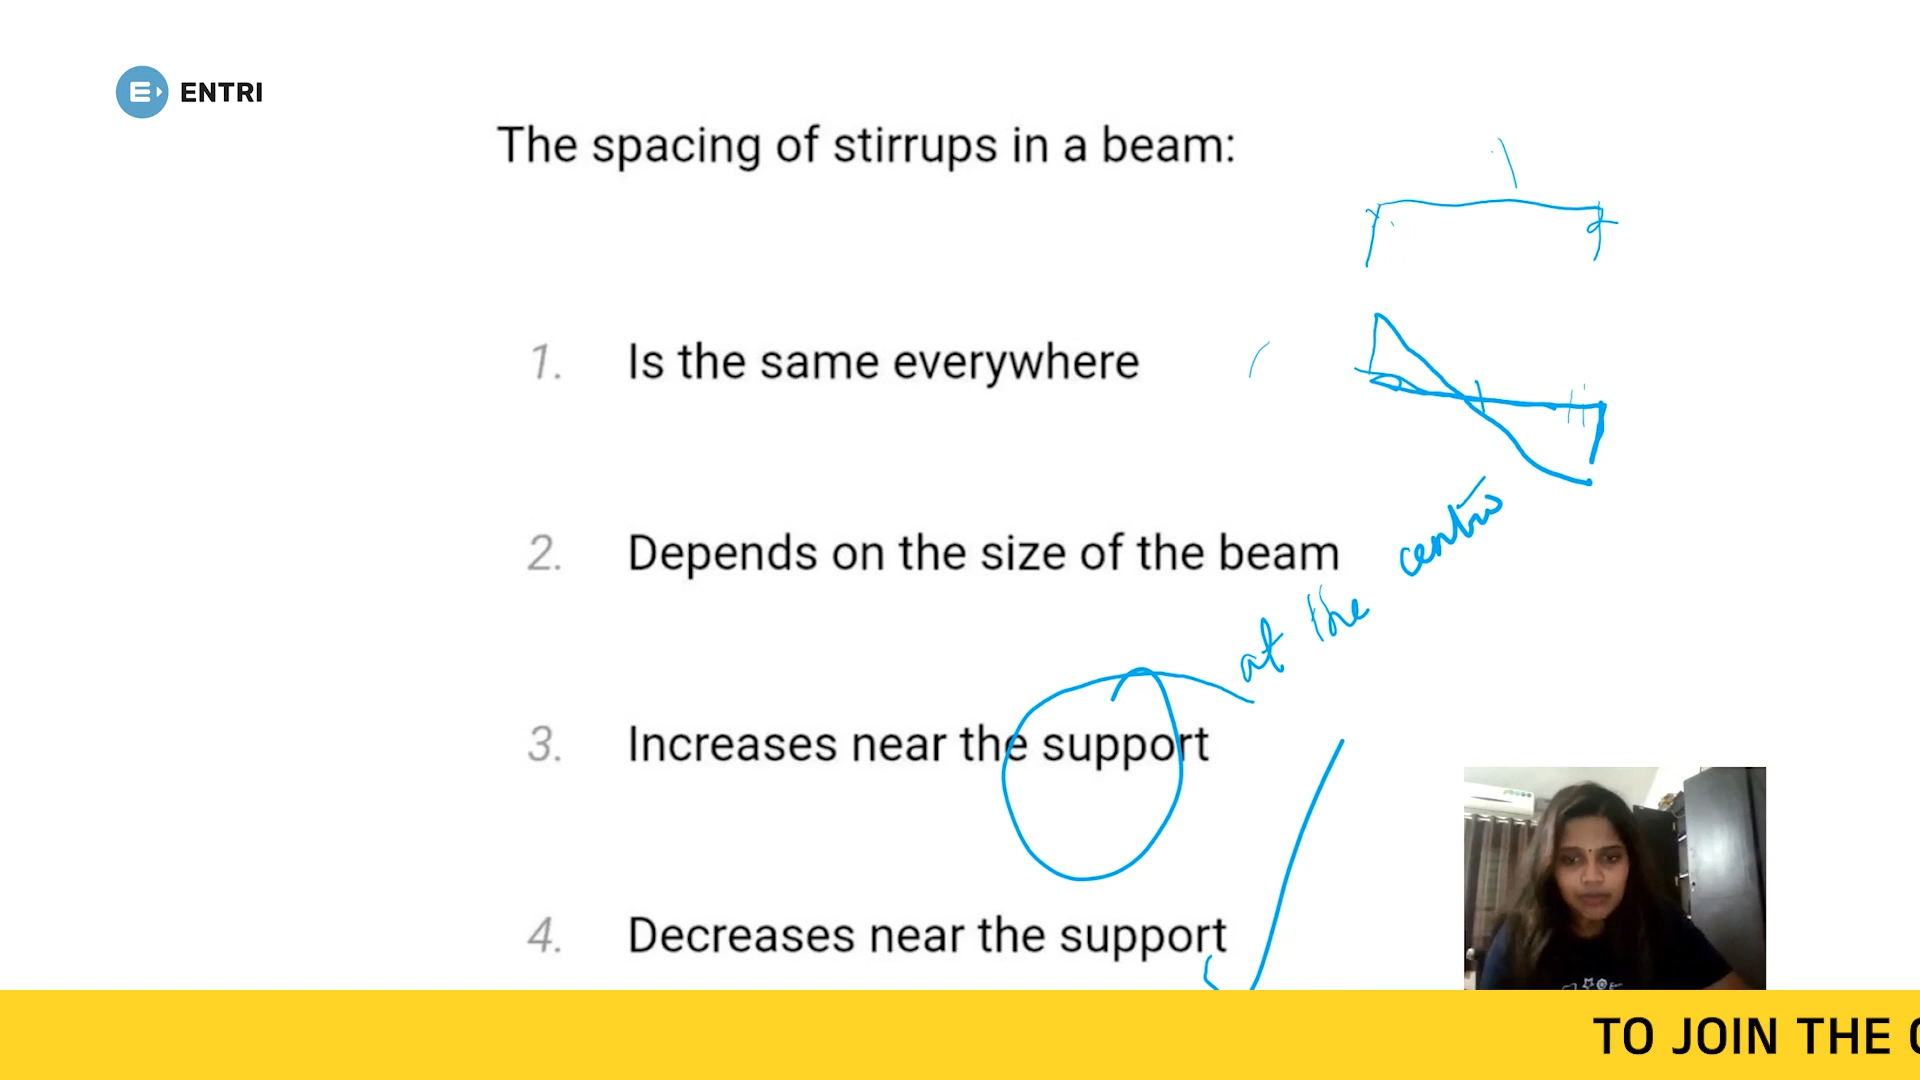 ENTRI
The spacing of stirrups in a beam:
1. Is the same everywhere
2. Depends on the size of the beam
at the centre
3. Increases near the support
4. Decreases near the support
TO JOIN THE